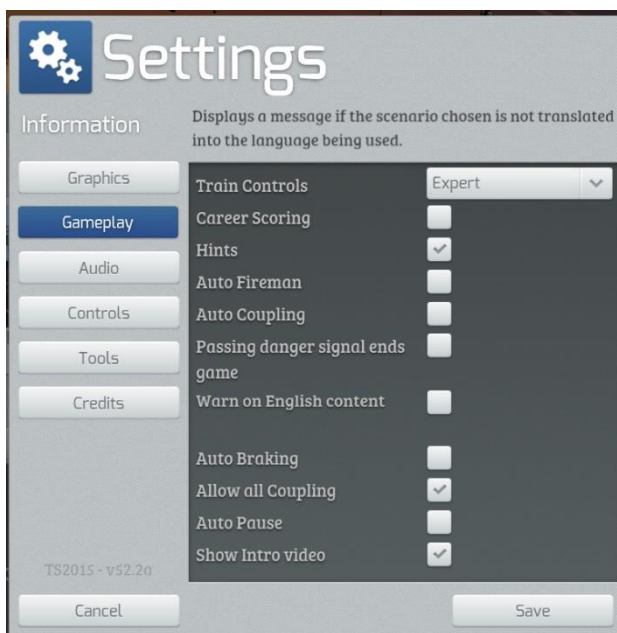 Settings
Information
Displays a message if the scenario chosen is not translated
into the language being used.
Graphics
Gameplay
Audio
Controls
Tools
Credits
Train Controls
Expert
Career Scoring
Hints
Auto Fireman
Auto Coupling
Passing danger signal ends
game
Warn on English content
Auto Braking
Allow all Coupling
Auto Pause
Show Intro video
TS2015 - v52.2a
Cancel
Save